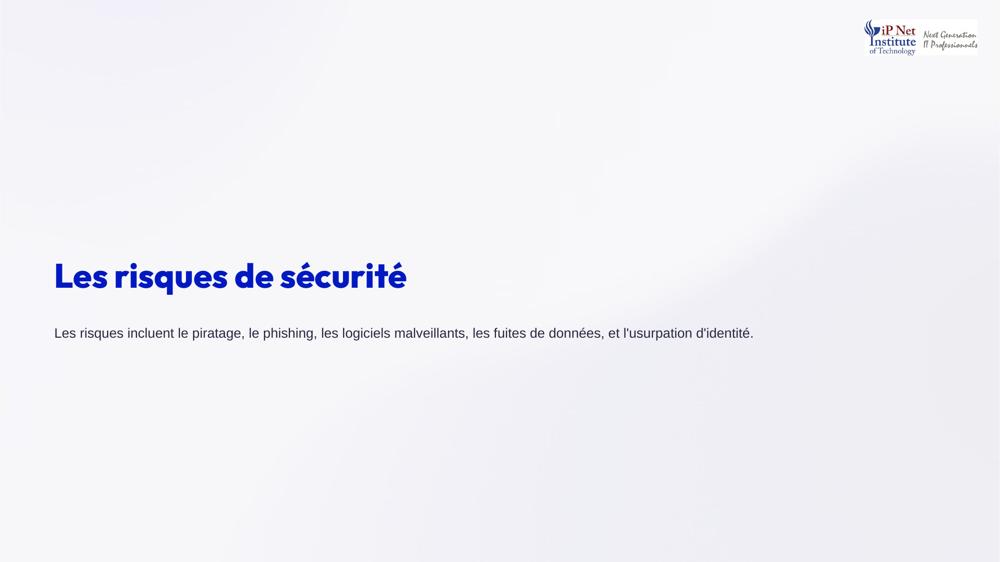 iP Net
Institute
of Technology
Next Generation
IT Professionnels
Les risques de sécurité
Les risques incluent le piratage, le phishing, les logiciels malveillants, les fuites de données, et l'usurpation d'identité.